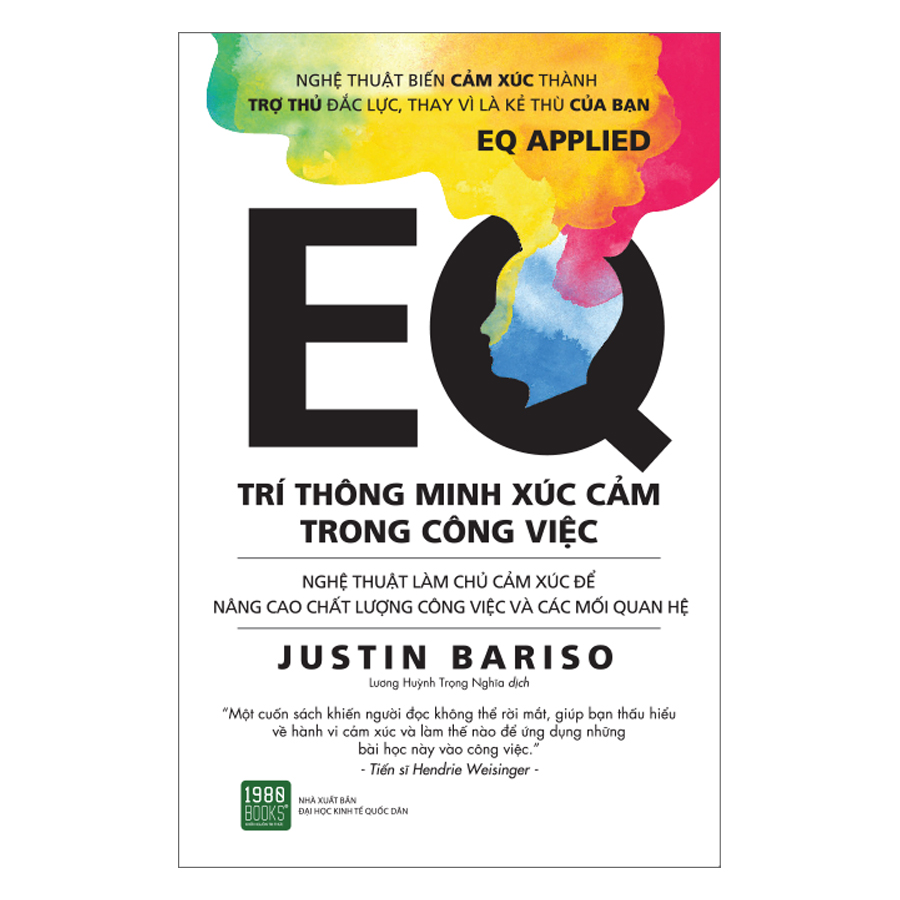 NGHỆ THUẬT BIẾN CẢM XÚC THÀNH
TRỢ THỦ ĐẮC LỰC, THAY VÌ LÀ KẺ THÙ CỦA BẠN
EQ APPLIED
EQ
TRÍ THÔNG MINH XÚC CẢM
TRONG CÔNG VIỆC
NGHỆ THUẬT LÀM CHỦ CẢM XÚC ĐỂ
NÂNG CAO CHẤT LƯỢNG CÔNG VIỆC VÀ CÁC MỐI QUAN HỆ
JUSTIN BARISO
Lương Huỳnh Trọng Nghĩa dịch
“Một cuốn sách khiến người đọc không thể rời mắt, giúp bạn thấu hiểu
về hành vi cảm xúc và làm thế nào để ứng dụng những
bài học này vào công việc.”
- Tiến sĩ Hendrie Weisinger -
1980
BOOKS®
NHÀ XUẤT BẢN
ĐẠI HỌC KINH TẾ QUỐC DÂN